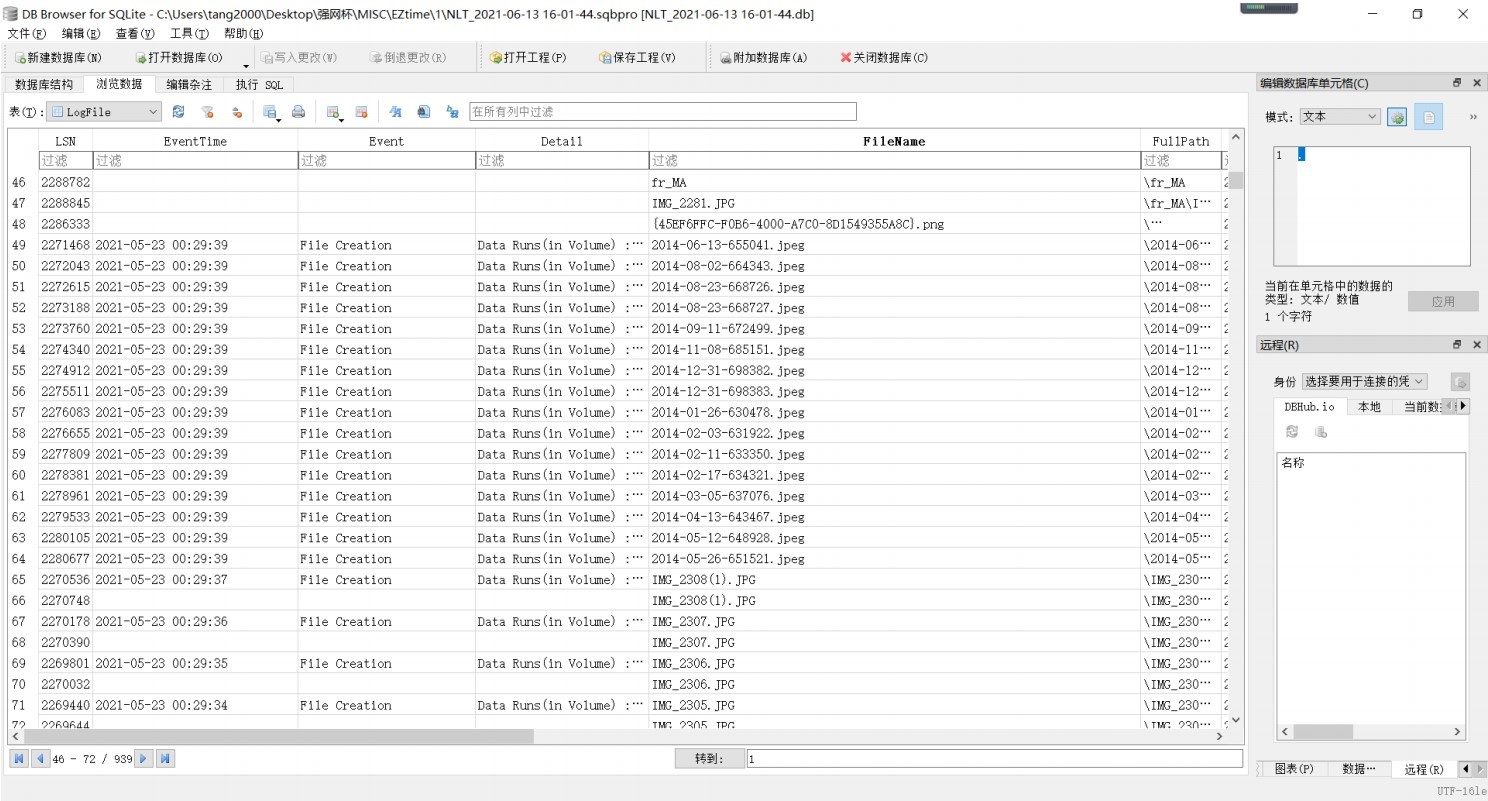 DB Browser for SQLite - C:\Users\tang2000\Desktop\强网杯\MISC\EZtime\1\NLT_2021-06-13 16-01-44.sqbpro [NLT_2021-06-13 16-01-44.db]
文件(F) 编辑(E) 查看(V) 工具(T) 帮助(H)
新建数据库(N) 打开数据库(O) 写入更改(W) 倒退更改(R) 打开工程(P) 保存工程(V) 附加数据库(A) 关闭数据库(C)
数据库结构 浏览数据 编辑杂注 执行 SQL
表(T): LogFile 在所有列中过滤
LSN EventTime Event Detail FileName FullPath
过滤 过滤 过滤 过滤 过滤 过滤
46 2288782 fr_MA \fr_MA 2
47 2288845 IMG_2281.JPG \fr_MA\I… 2
48 2286333 {45EF6FFC-F0B6-4000-A7C0-8D1549355A8C}.png \… 2
49 2271468 2021-05-23 00:29:39 File Creation Data Runs(in Volume) :… 2014-06-13-655041.jpeg \2014-06… 2
50 2272043 2021-05-23 00:29:39 File Creation Data Runs(in Volume) :… 2014-08-02-664343.jpeg \2014-08… 2
51 2272615 2021-05-23 00:29:39 File Creation Data Runs(in Volume) :… 2014-08-23-668726.jpeg \2014-08… 2
52 2273188 2021-05-23 00:29:39 File Creation Data Runs(in Volume) :… 2014-08-23-668727.jpeg \2014-08… 2
53 2273760 2021-05-23 00:29:39 File Creation Data Runs(in Volume) :… 2014-09-11-672499.jpeg \2014-09… 2
54 2274340 2021-05-23 00:29:39 File Creation Data Runs(in Volume) :… 2014-11-08-685151.jpeg \2014-11… 2
55 2274912 2021-05-23 00:29:39 File Creation Data Runs(in Volume) :… 2014-12-31-698382.jpeg \2014-12… 2
56 2275511 2021-05-23 00:29:39 File Creation Data Runs(in Volume) :… 2014-12-31-698383.jpeg \2014-12… 2
57 2276083 2021-05-23 00:29:39 File Creation Data Runs(in Volume) :… 2014-01-26-630478.jpeg \2014-01… 2
58 2276655 2021-05-23 00:29:39 File Creation Data Runs(in Volume) :… 2014-02-03-631922.jpeg \2014-02… 2
59 2277809 2021-05-23 00:29:39 File Creation Data Runs(in Volume) :… 2014-02-11-633350.jpeg \2014-02… 2
60 2278381 2021-05-23 00:29:39 File Creation Data Runs(in Volume) :… 2014-02-17-634321.jpeg \2014-02… 2
61 2278961 2021-05-23 00:29:39 File Creation Data Runs(in Volume) :… 2014-03-05-637076.jpeg \2014-03… 2
62 2279533 2021-05-23 00:29:39 File Creation Data Runs(in Volume) :… 2014-04-13-643467.jpeg \2014-04… 2
63 2280105 2021-05-23 00:29:39 File Creation Data Runs(in Volume) :… 2014-05-12-648928.jpeg \2014-05… 2
64 2280677 2021-05-23 00:29:39 File Creation Data Runs(in Volume) :… 2014-05-26-651521.jpeg \2014-05… 2
65 2270536 2021-05-23 00:29:37 File Creation Data Runs(in Volume) :… IMG_2308(1).JPG \IMG_230… 2
66 2270748 IMG_2308(1).JPG \IMG_230… 2
67 2270178 2021-05-23 00:29:36 File Creation Data Runs(in Volume) :… IMG_2307.JPG \IMG_230… 2
68 2270390 IMG_2307.JPG \IMG_230… 2
69 2269801 2021-05-23 00:29:35 File Creation Data Runs(in Volume) :… IMG_2306.JPG \IMG_230… 2
70 2270032 IMG_2306.JPG \IMG_230… 2
71 2269440 2021-05-23 00:29:34 File Creation Data Runs(in Volume) :… IMG_2305.JPG \IMG_230… 2
72 2269644 IMG_2305.JPG \IMG_230… 2
46 - 72 / 939 转到: 1
编辑数据库单元格(C)
模式: 文本
1 .
当前在单元格中的数据的
类型: 文本/ 数值
1 个字符
应用
远程(R)
身份 选择要用于连接的凭
DBHub.io 本地 当前数
名称
图表(P) 数据… 远程(R)
UTF-16le